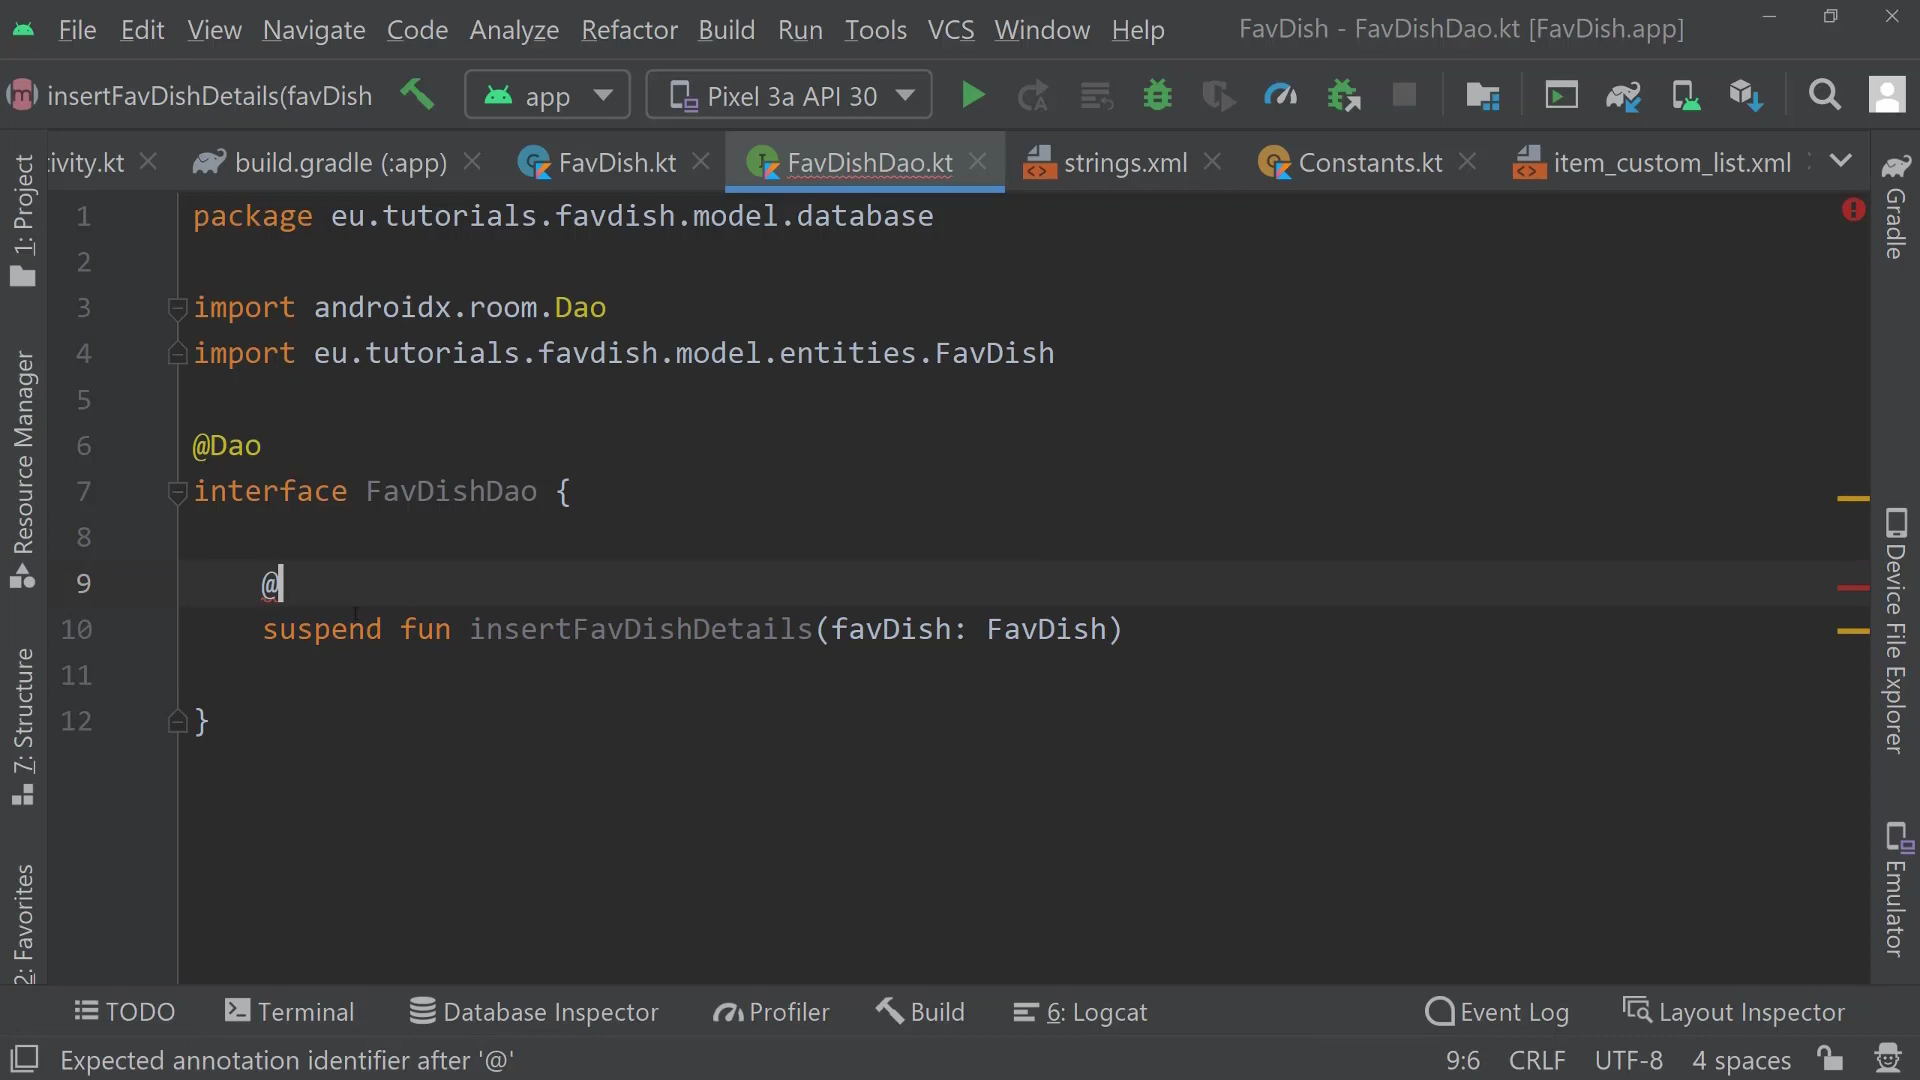 File Edit View Navigate Code Analyze Refactor Build Run Tools VCS Window Help FavDish - FavDishDao.kt [FavDish.app]
insertFavDishDetails(favDish app Pixel 3a API 30
ivity.kt build.gradle (:app) FavDish.kt FavDishDao.kt strings.xml Constants.kt item_custom_list.xml
1 package eu.tutorials.favdish.model.database
2
3 import androidx.room.Dao
4 import eu.tutorials.favdish.model.entities.FavDish
5
6 @Dao
7 interface FavDishDao {
8
9 @
10 suspend fun insertFavDishDetails(favDish: FavDish)
11
12 }
1: Project
Resource Manager
7: Structure
2: Favorites
Gradle
Device File Explorer
Emulator
TODO Terminal Database Inspector Profiler Build 6: Logcat Event Log Layout Inspector
Expected annotation identifier after '@' 9:6 CRLF UTF-8 4 spaces